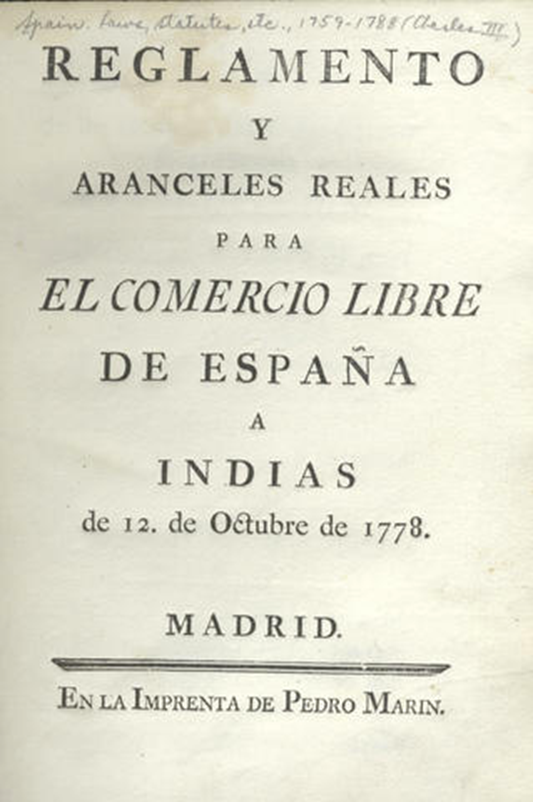 Spain. Laws, statutes, etc., 1759-1788 (Charles III)
REGLAMENTO
Y
ARANCELES REALES
PARA
EL COMERCIO LIBRE
DE ESPAÑA
A
INDIAS
de 12. de Octubre de 1778.
MADRID.
EN LA IMPRENTA DE PEDRO MARIN.